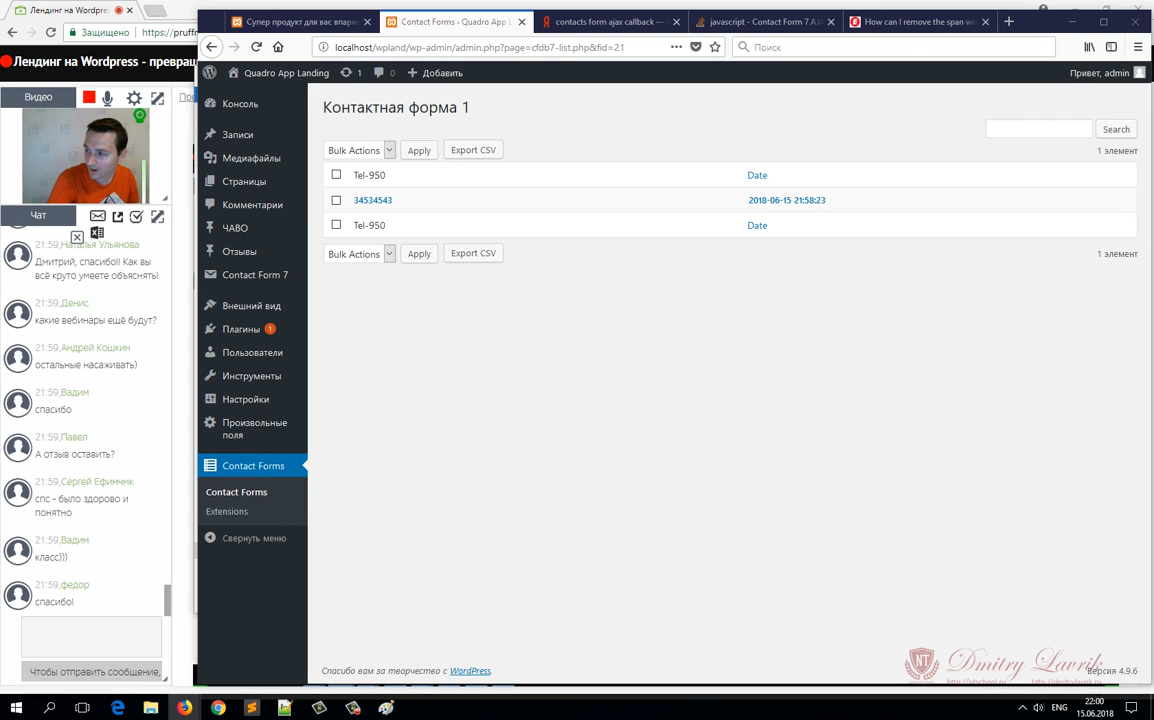 Лендинг на Wordpre
Защищено
https://pruffm
Лендинг на Wordpress - превращ
Видео
Чат
21:59,Наталья Ульянова
Дмитрий, спасибо!! Как вы
всё круто умеете объяснять!
21:59,Денис
какие вебинары ещё будут?
21:59,Андрей Кошкин
остальные насаживать)
21:59,Вадим
спасибо
21:59,Павел
А отзыв оставить?
21:59,Сергей Ефимчмк
спс - было здорово и
понятно
21:59,Вадим
класс)))
21:59,федор
спасибо!
Чтобы отправить сообщение,
Супер продукт для вас впари
Contact Forms ‹ Quadro App L
contacts form ajax callback —
javascript - Contact Form 7 AJA
How can I remove the span w
localhost/wpland/wp-admin/admin.php?page=cfdb7-list.php&fid=21
Поиск
Quadro App Landing
1
0
Добавить
Привет, admin
Консоль
Записи
Медиафайлы
Страницы
Комментарии
ЧАВО
Отзывы
Contact Form 7
Внешний вид
Плагины 1
Пользователи
Инструменты
Настройки
Произвольные
поля
Contact Forms
Contact Forms
Extensions
Свернуть меню
Контактная форма 1
Search
Bulk Actions
Apply
Export CSV
1 элемент
Tel-950
Date
34534543
2018-06-15 21:58:23
Tel-950
Date
Bulk Actions
Apply
Export CSV
1 элемент
Спасибо вам за творчество с WordPress.
NT
Dmitry Lavrik
Версия 4.9.6
ENG
22:00
15.06.2018